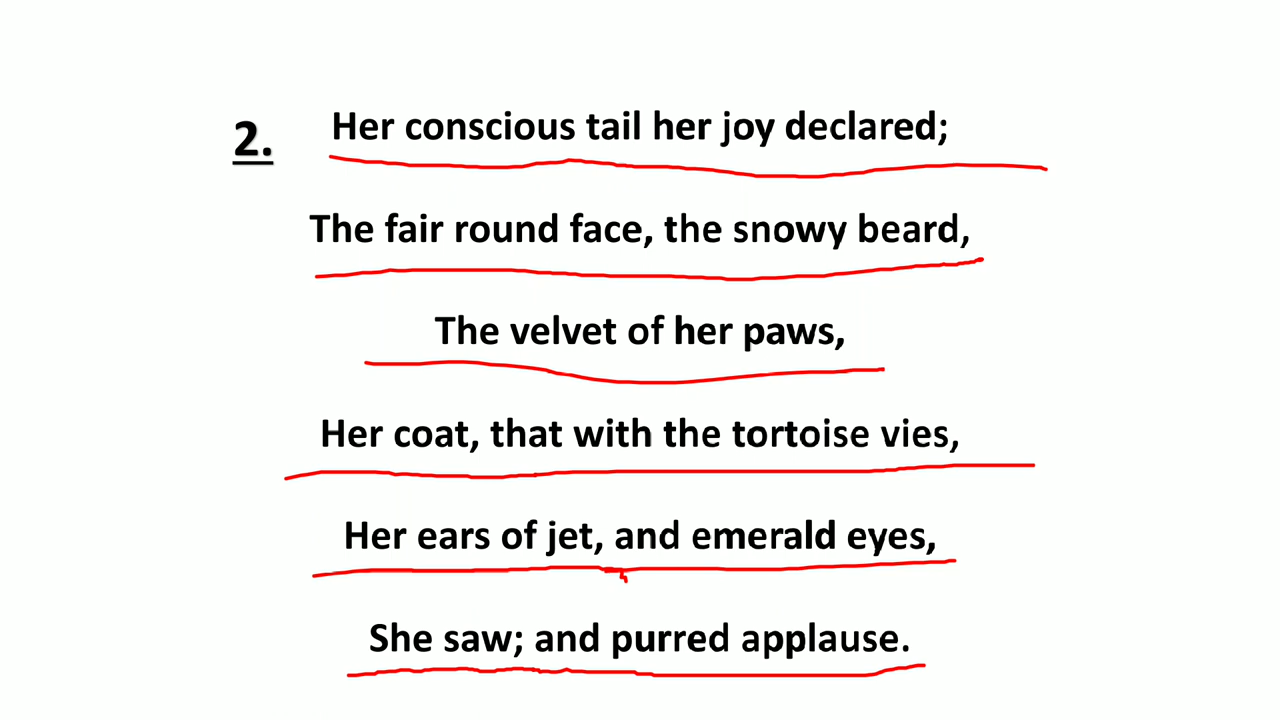 2. Her conscious tail her joy declared;
The fair round face, the snowy beard,
The velvet of her paws,
Her coat, that with the tortoise vies,
Her ears of jet, and emerald eyes,
She saw; and purred applause.